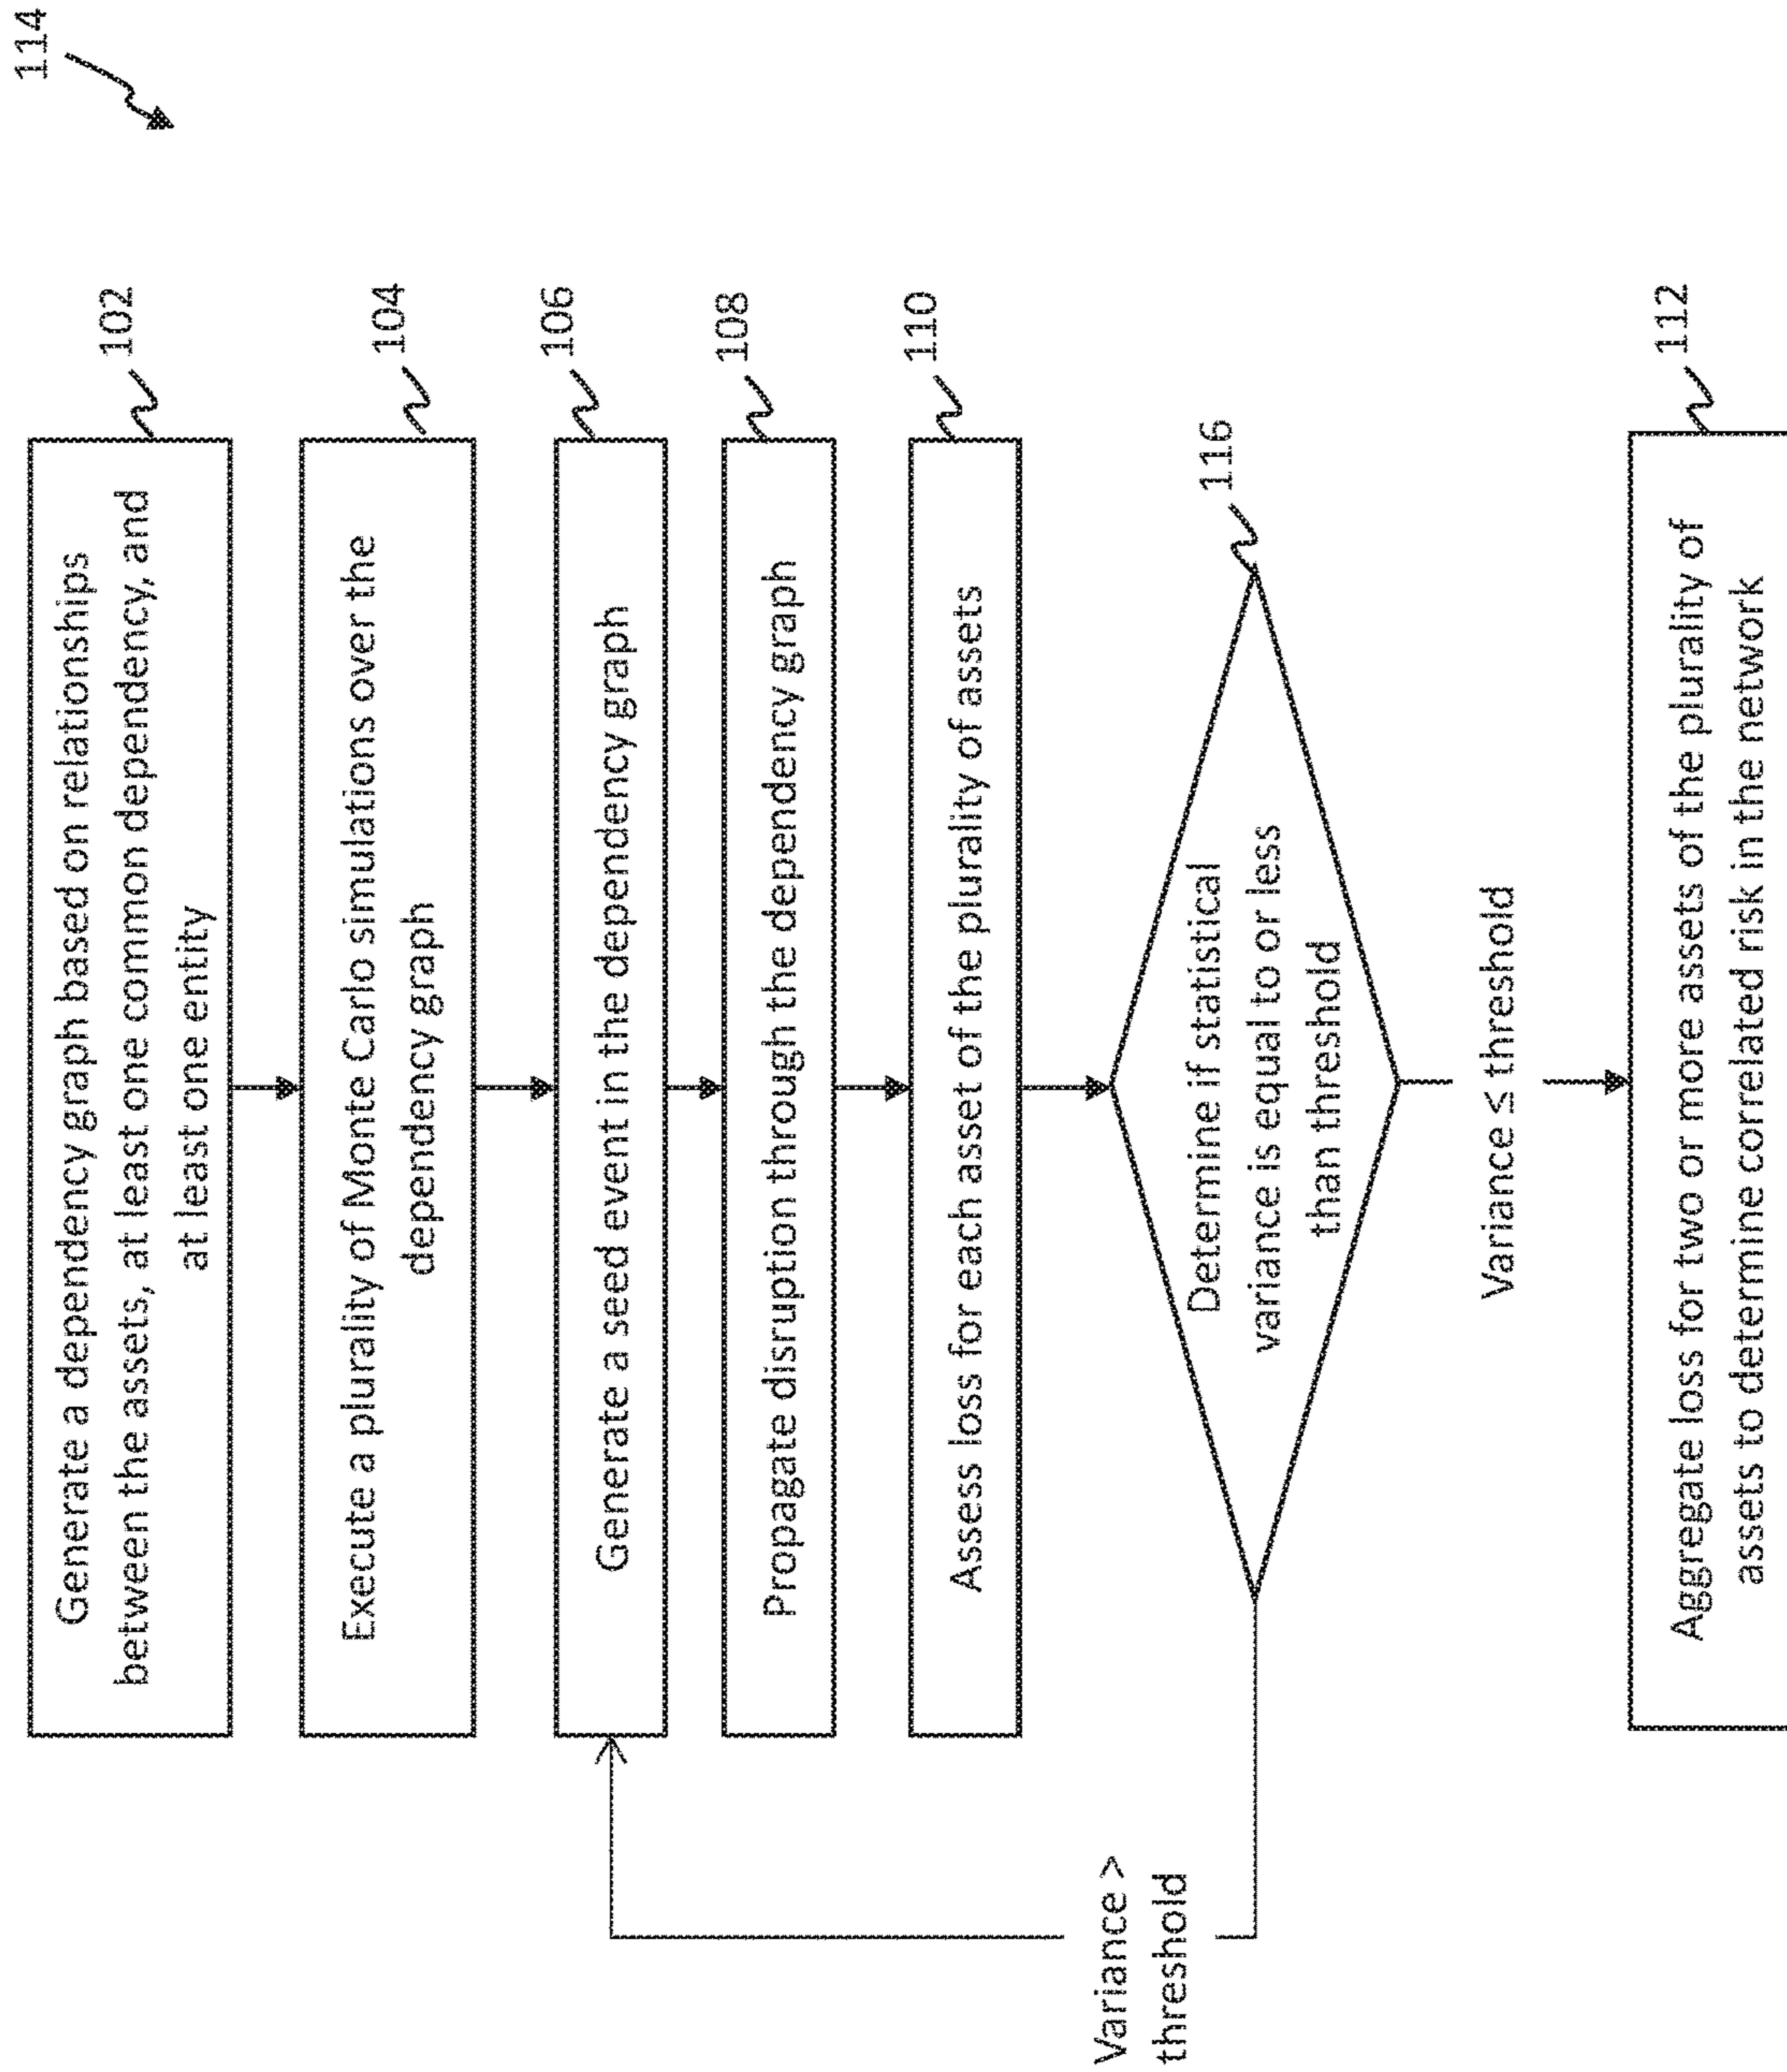 114
Generate a dependency graph based on relationships
between the assets, at least one common dependency, and
at least one entity
102
Execute a plurality of Monte Carlo simulations over the
dependency graph
104
Generate a seed event in the dependency graph
106
Propagate disruption through the dependency graph
108
Assess loss for each asset of the plurality of assets
110
Determine if statistical
variance is equal to or less
than threshold
116
Variance >
threshold
Variance ≤ threshold
Aggregate loss for two or more assets of the plurality of
assets to determine correlated risk in the network
112